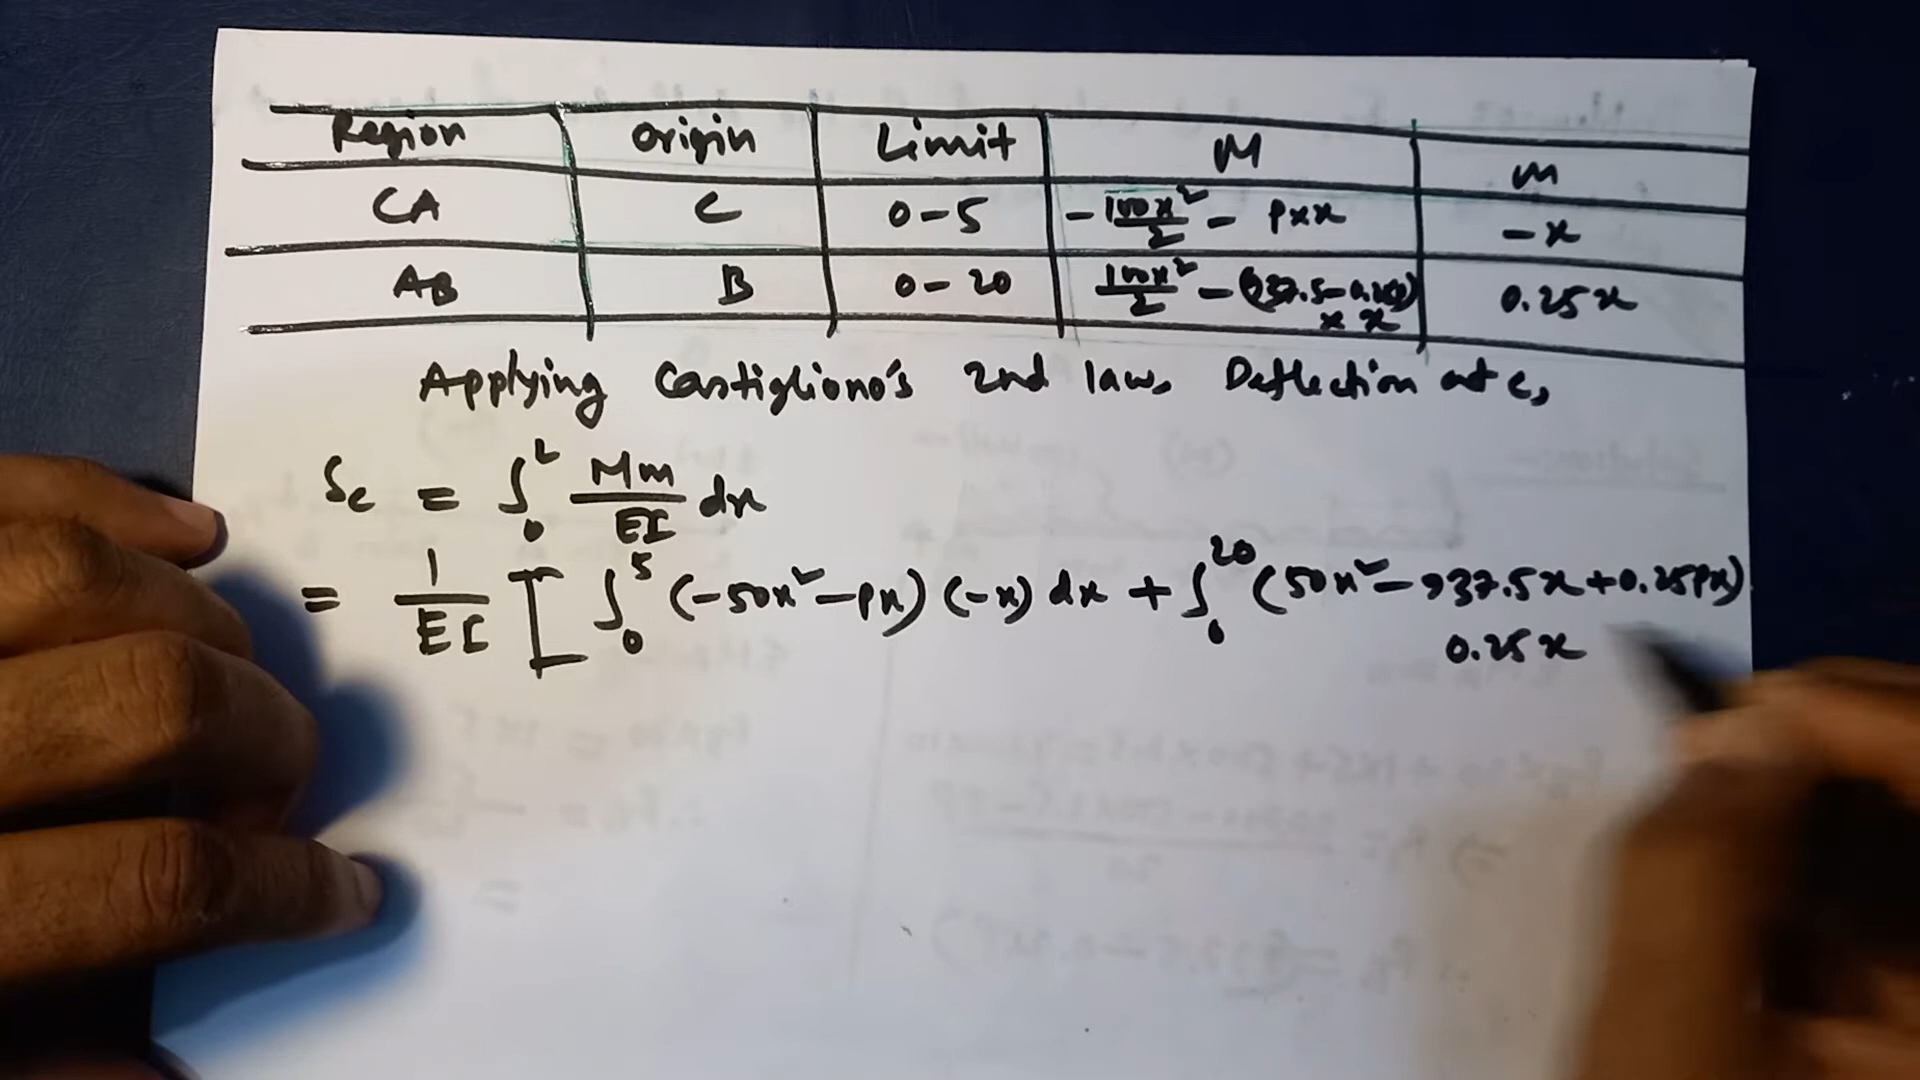 Region Origin Limit M m
CA C 0-5 -100x²/2 - P×x -x
AB B 0-20 100x²/2 - (937.5-0.25P) × x 0.25x
Applying Castigliono's 2nd law, Deflection at c,
δc = ∫₀ᴸ Mm/EI dx
= 1/EI [ ∫₀⁵ (-50x²-Px) (-x) dx + ∫₀²⁰ (50x²-937.5x+0.25Px)
0.25x